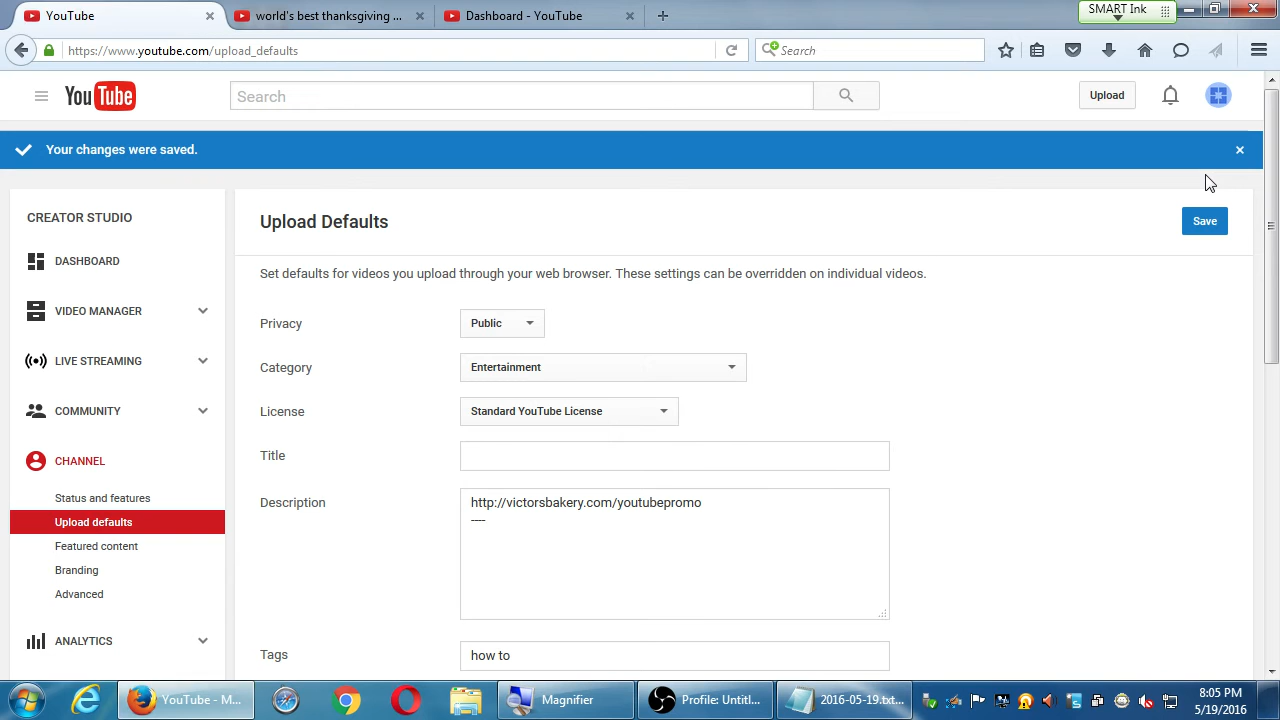 YouTube
world's best thanksgiving ...
Dashboard - YouTube
SMART Ink
https://www.youtube.com/upload_defaults
Search
YouTube
Search
Upload
Your changes were saved.
CREATOR STUDIO
DASHBOARD
VIDEO MANAGER
LIVE STREAMING
COMMUNITY
CHANNEL
Status and features
Upload defaults
Featured content
Branding
Advanced
ANALYTICS
Upload Defaults
Save
Set defaults for videos you upload through your web browser. These settings can be overridden on individual videos.
Privacy
Public
Category
Entertainment
License
Standard YouTube License
Title
Description
http://victorsbakery.com/youtubepromo
----
Tags
how to
YouTube - M...
Magnifier
Profile: Untitl...
2016-05-19.txt...
8:05 PM
5/19/2016